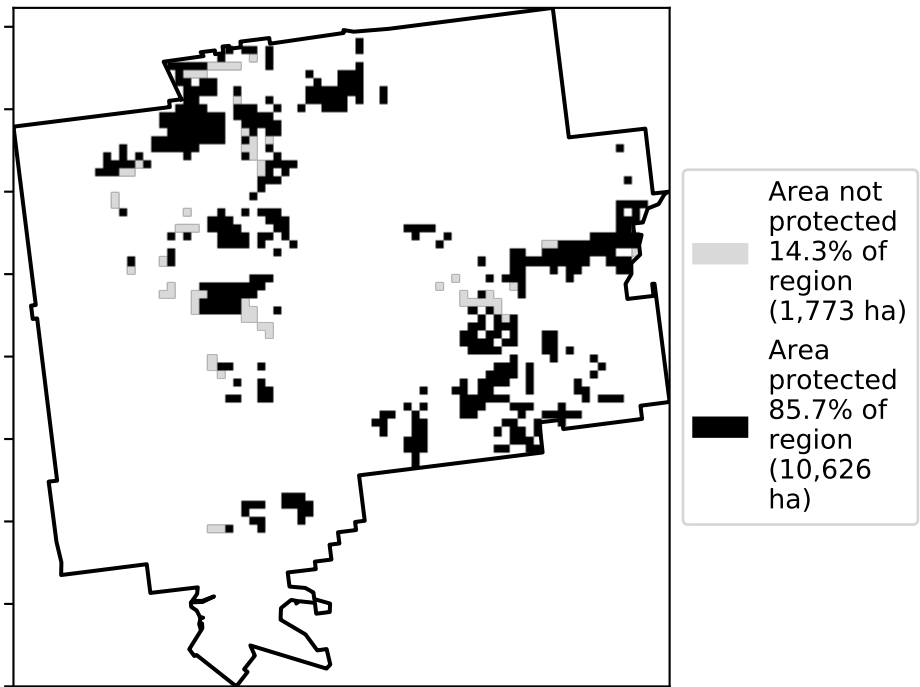 Area not
protected
14.3% of
region
(1,773 ha)
Area
protected
85.7% of
region
(10,626
ha)